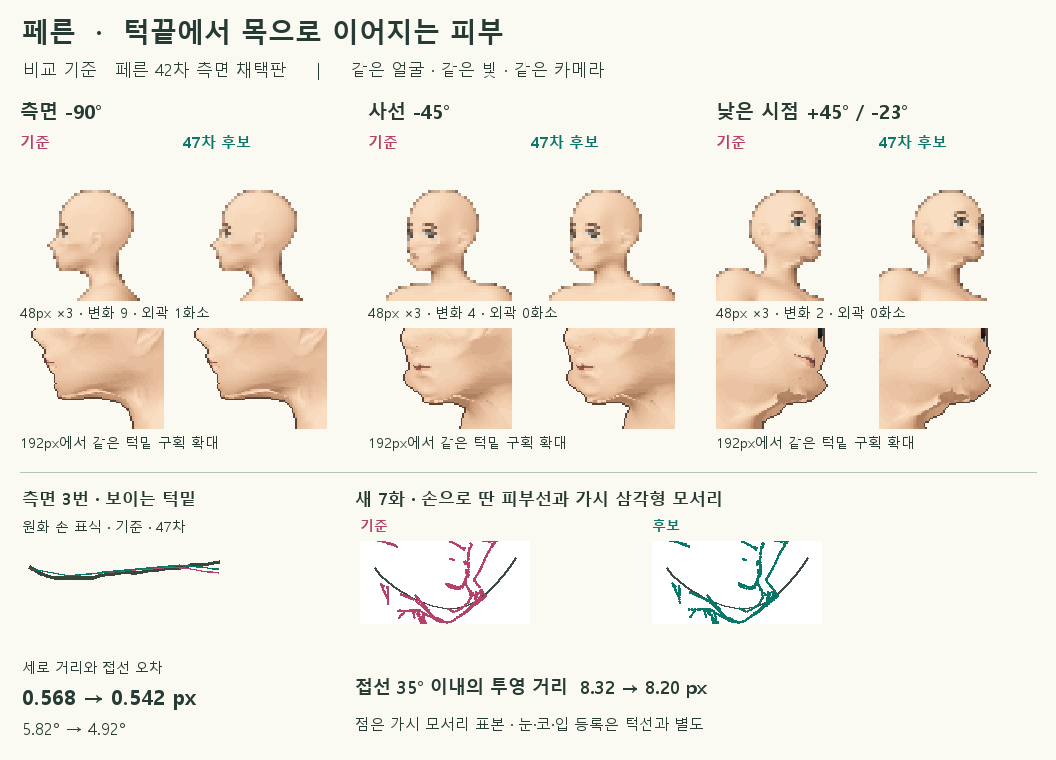 페른 · 턱끝에서 목으로 이어지는 피부
비교 기준 페른 42차 측면 채택판 | 같은 얼굴 · 같은 빛 · 같은 카메라
측면 -90° 사선 -45° 낮은 시점 +45° / -23°
기준 47차 후보 기준 47차 후보 기준 47차 후보
48px ×3 · 변화 9 · 외곽 1화소 48px ×3 · 변화 4 · 외곽 0화소 48px ×3 · 변화 2 · 외곽 0화소
192px에서 같은 턱밑 구획 확대 192px에서 같은 턱밑 구획 확대 192px에서 같은 턱밑 구획 확대
측면 3번 · 보이는 턱밑
원화 손 표식 · 기준 · 47차
새 7화 · 손으로 딴 피부선과 가시 삼각형 모서리
기준 후보
세로 거리와 접선 오차
0.568 → 0.542 px
5.82° → 4.92°
접선 35° 이내의 투영 거리 8.32 → 8.20 px
점은 가시 모서리 표본 · 눈·코·입 등록은 턱선과 별도